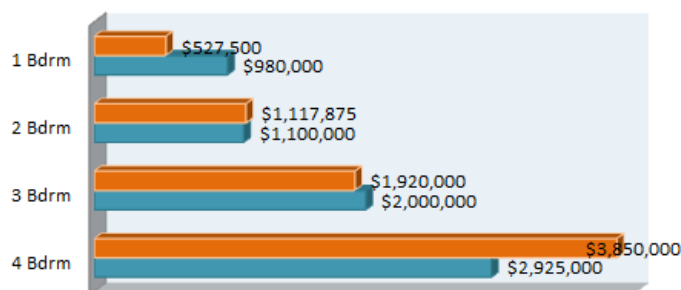 1 Bdrm
$527,500
$980,000
2 Bdrm
$1,117,875
$1,100,000
3 Bdrm
$1,920,000
$2,000,000
4 Bdrm
$3,850,000
$2,925,000